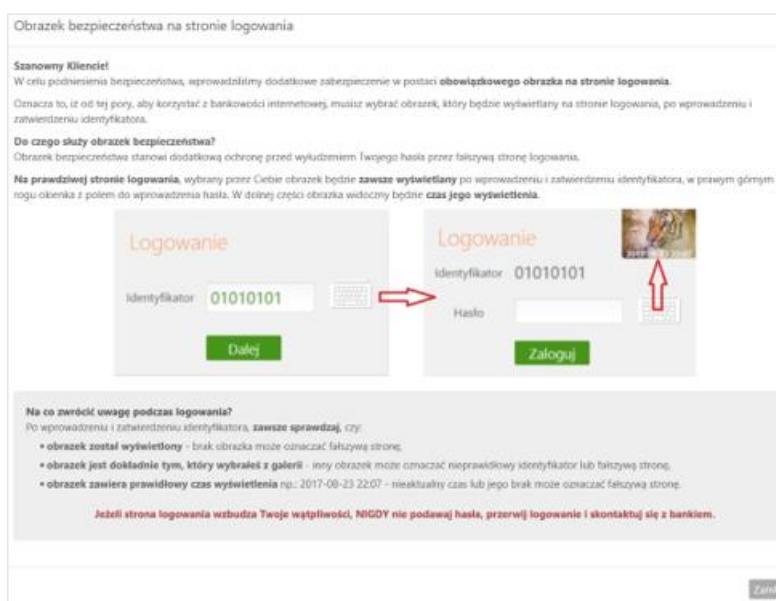 Obrazek bezpieczeństwa na stronie logowania
Szanowny Kliencie!
W celu podniesienia bezpieczeństwa, wprowadziliśmy dodatkowe zabezpieczenie w postaci obowiązkowego obrazka na stronie logowania.
Oznacza to, iż od tej pory, aby korzystać z bankowości internetowej, musisz wybrać obrazek, który będzie wyświetlany na stronie logowania, po wprowadzeniu i
zatwierdzeniu identyfikatora.
Do czego służy obrazek bezpieczeństwa?
Obrazek bezpieczeństwa stanowi dodatkową ochronę przed wyłudzeniem Twojego hasła przez fałszywą stronę logowania.
Na prawdziwej stronie logowania, wybrany przez Ciebie obrazek będzie zawsze wyświetlany po wprowadzeniu i zatwierdzeniu identyfikatora, w prawym górnym
rogu okienka z polem do wprowadzenia hasła. W dolnej części obrazka widoczny będzie czas jego wyświetlenia.
Logowanie
Identyfikator 01010101
Dalej
Logowanie
Identyfikator 01010101
Hasło
Zaloguj
Na co zwrócić uwagę podczas logowania?
Po wprowadzeniu i zatwierdzeniu identyfikatora, zawsze sprawdzaj, czy:
• obrazek został wyświetlony - brak obrazka może oznaczać fałszywą stronę,
• obrazek jest dokładnie tym, który wybrałeś z galerii - inny obrazek może oznaczać nieprawidłowy identyfikator lub fałszywą stronę,
• obrazek zawiera prawidłowy czas wyświetlenia np.: 2017-08-23 22:07 - nieaktualny czas lub jego brak może oznaczać fałszywą stronę.
Jeżeli strona logowania wzbudza Twoje wątpliwości, NIGDY nie podawaj hasła, przerwij logowanie i skontaktuj się z bankiem.